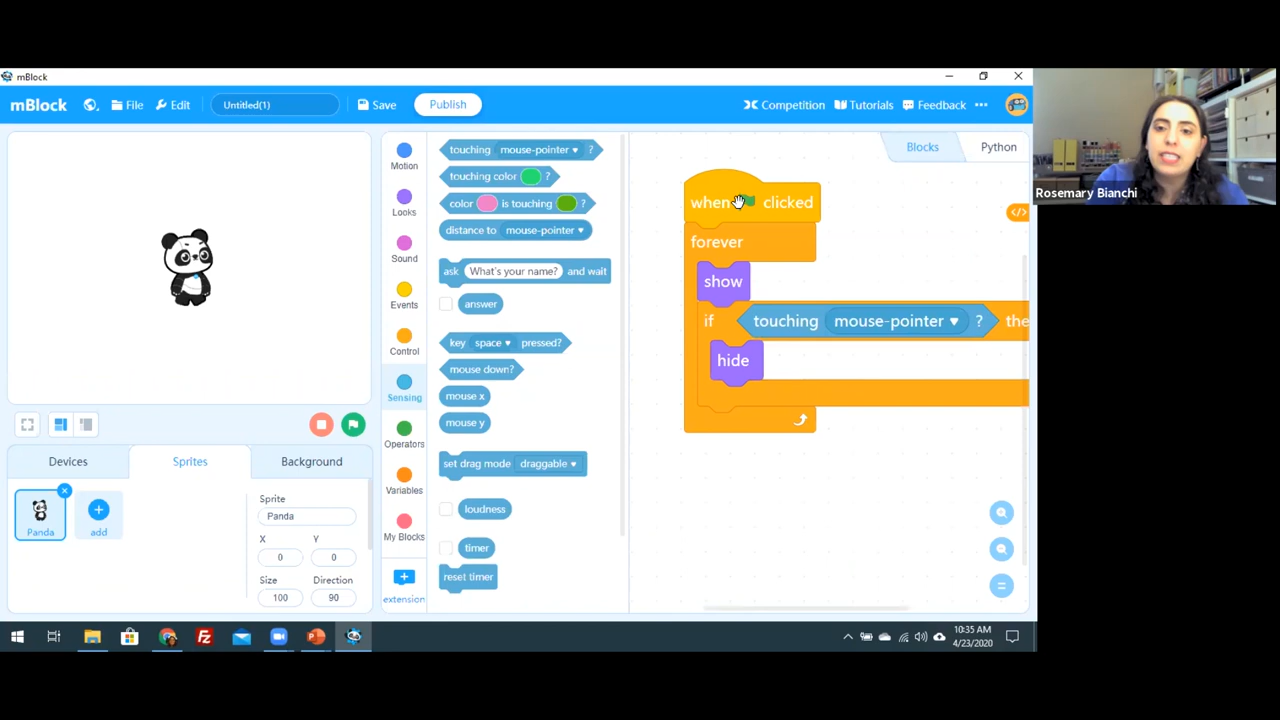 mBlock
mBlock File Edit Untitled(1) Save Publish Competition Tutorials Feedback
Motion
Looks
Sound
Events
Control
Sensing
Operators
Variables
My Blocks
extension
touching mouse-pointer ?
touching color ?
color is touching ?
distance to mouse-pointer
ask What's your name? and wait
answer
key space pressed?
mouse down?
mouse x
mouse y
set drag mode draggable
loudness
timer
reset timer
Blocks Python
when clicked
forever
show
if touching mouse-pointer ? the
hide
Rosemary Bianchi
Devices Sprites Background
Panda
add
Sprite
Panda
X Y
0 0
Size Direction
100 90
10:35 AM
4/23/2020